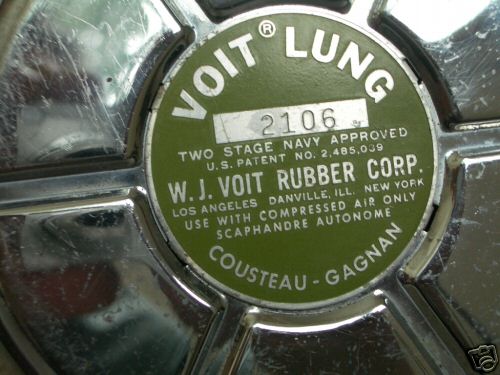 VOIT® LUNG
2106
TWO STAGE NAVY APPROVED
U.S. PATENT NO. 2,485,039
W. J. VOIT RUBBER CORP.
LOS ANGELES DANVILLE, ILL. NEW YORK
USE WITH COMPRESSED AIR ONLY
SCAPHANDRE AUTONOME
COUSTEAU - GAGNAN